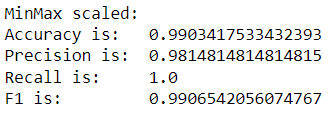 MinMax scaled:
Accuracy is: 0.9903417533432393
Precision is: 0.9814814814814815
Recall is: 1.0
F1 is: 0.9906542056074767